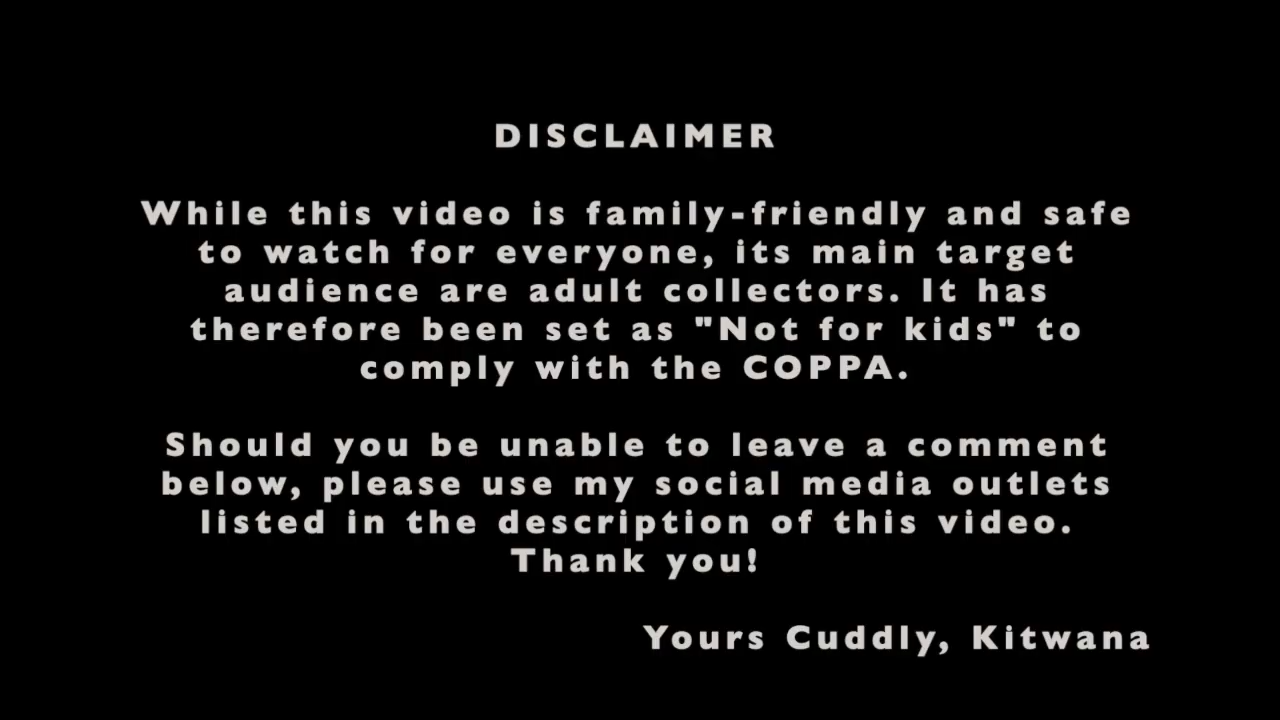 DISCLAIMER
While this video is family-friendly and safe
to watch for everyone, its main target
audience are adult collectors. It has
therefore been set as "Not for kids" to
comply with the COPPA.
Should you be unable to leave a comment
below, please use my social media outlets
listed in the description of this video.
Thank you!
Yours Cuddly, Kitwana